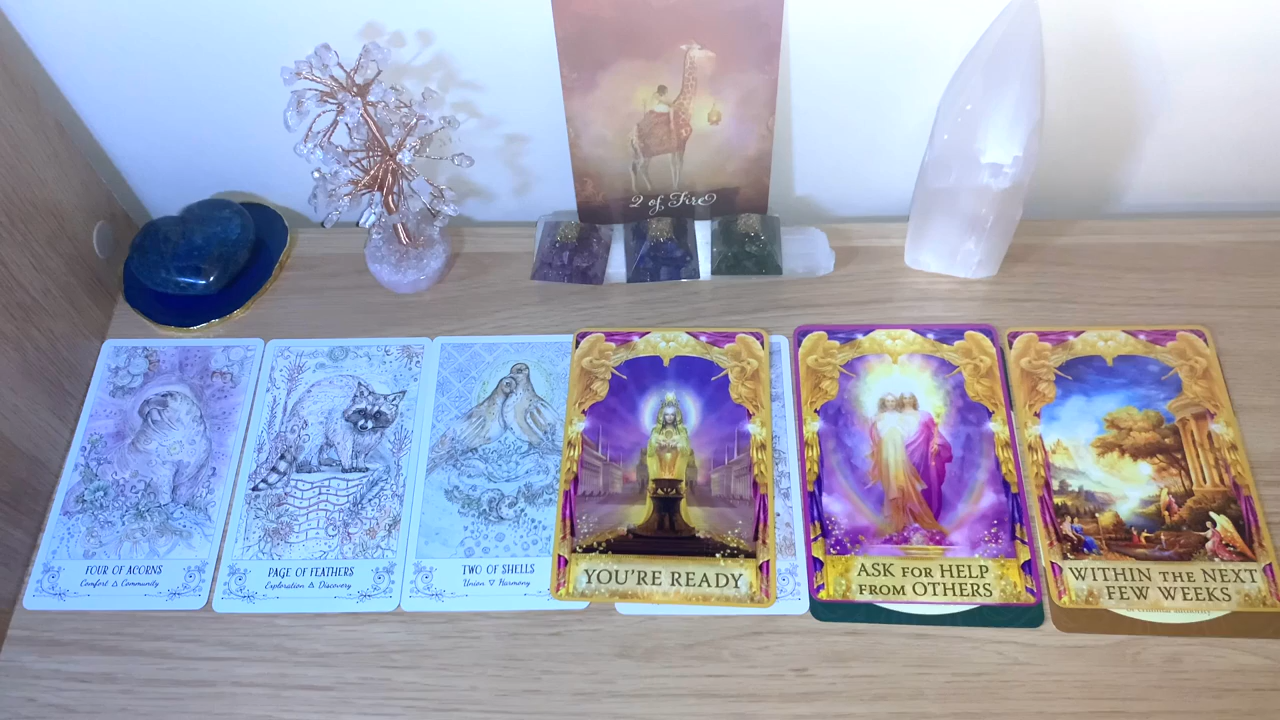 2 of Fire
FOUR OF ACORNS
Comfort & Community
PAGE OF FEATHERS
Exploration & Discovery
TWO OF SHELLS
Union & Harmony
YOU'RE READY
ASK FOR HELP
FROM OTHERS
WITHIN THE NEXT
FEW WEEKS